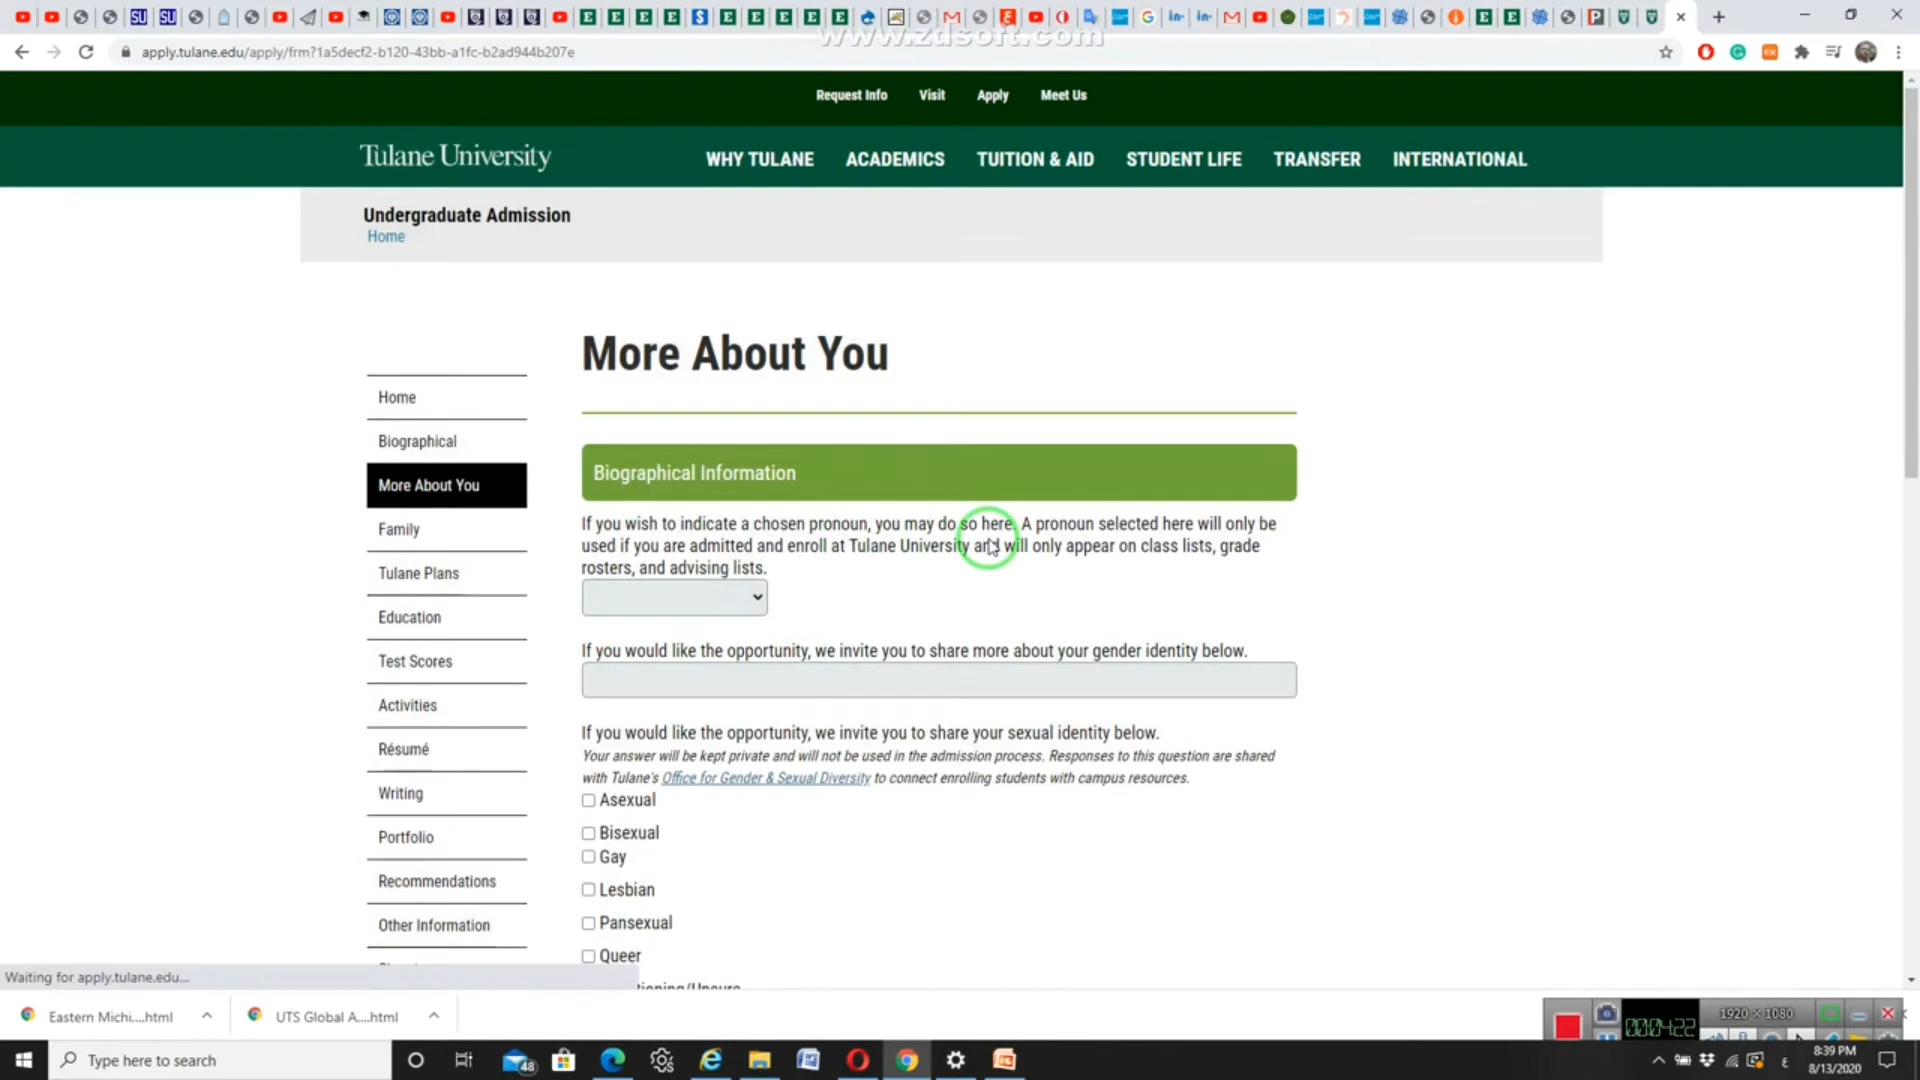 www.zdsoft.com
apply.tulane.edu/apply/frm?1a5decf2-b120-43bb-a1fc-b2ad944b207e
Request Info
Visit
Apply
Meet Us
Tulane University
WHY TULANE
ACADEMICS
TUITION & AID
STUDENT LIFE
TRANSFER
INTERNATIONAL
Undergraduate Admission
Home
More About You
Home
Biographical
More About You
Family
Tulane Plans
Education
Test Scores
Activities
Résumé
Writing
Portfolio
Recommendations
Other Information
Biographical Information
If you wish to indicate a chosen pronoun, you may do so here. A pronoun selected here will only be
used if you are admitted and enroll at Tulane University and will only appear on class lists, grade
rosters, and advising lists.
If you would like the opportunity, we invite you to share more about your gender identity below.
If you would like the opportunity, we invite you to share your sexual identity below.
Your answer will be kept private and will not be used in the admission process. Responses to this question are shared
with Tulane's Office for Gender & Sexual Diversity to connect enrolling students with campus resources.
Asexual
Bisexual
Gay
Lesbian
Pansexual
Queer
Waiting for apply.tulane.edu...
Eastern Michi....html
UTS Global A....html
00:04:22
1920 × 1080
Type here to search
48
8:39 PM
8/13/2020